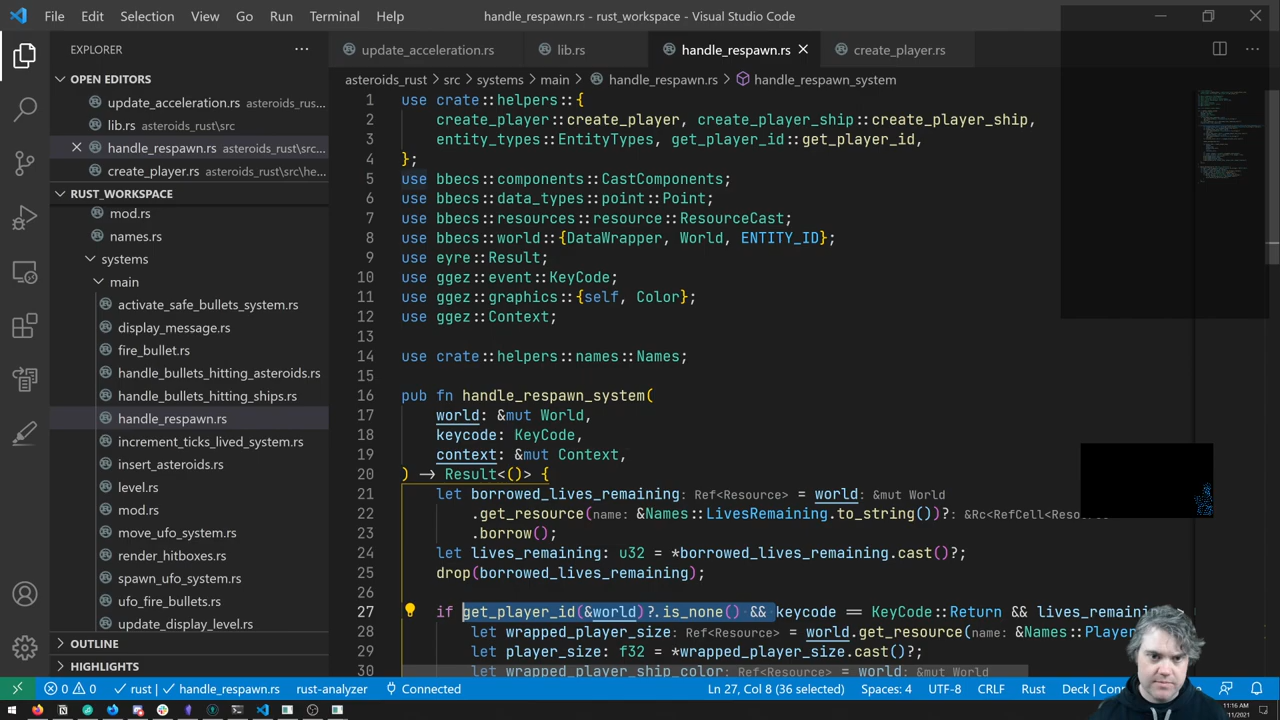 File Edit Selection View Go Run Terminal Help handle_respawn.rs - rust_workspace - Visual Studio Code
EXPLORER
OPEN EDITORS
update_acceleration.rs asteroids_rus...
lib.rs asteroids_rust\src
handle_respawn.rs asteroids_rust\src...
create_player.rs asteroids_rust\src\he...
RUST_WORKSPACE
mod.rs
names.rs
systems
main
activate_safe_bullets_system.rs
display_message.rs
fire_bullet.rs
handle_bullets_hitting_asteroids.rs
handle_bullets_hitting_ships.rs
handle_respawn.rs
increment_ticks_lived_system.rs
insert_asteroids.rs
level.rs
mod.rs
move_ufo_system.rs
render_hitboxes.rs
spawn_ufo_system.rs
ufo_fire_bullets.rs
update_asteroid_level.rs
OUTLINE
HIGHLIGHTS
update_acceleration.rs lib.rs handle_respawn.rs create_player.rs
asteroids_rust > src > systems > main > handle_respawn.rs > handle_respawn_system
1 use crate::helpers::{
2 create_player::create_player, create_player_ship::create_player_ship,
3 entity_types::EntityTypes, get_player_id::get_player_id,
4 };
5 use bbecs::components::CastComponents;
6 use bbecs::data_types::point::Point;
7 use bbecs::resources::resource::ResourceCast;
8 use bbecs::world::{DataWrapper, World, ENTITY_ID};
9 use eyre::Result;
10 use ggez::event::KeyCode;
11 use ggez::graphics::{self, Color};
12 use ggez::Context;
13
14 use crate::helpers::names::Names;
15
16 pub fn handle_respawn_system(
17 world: &mut World,
18 keycode: KeyCode,
19 context: &mut Context,
20 ) -> Result<()> {
21 let borrowed_lives_remaining: Ref<Resource> = world: &mut World
22 .get_resource(name: &Names::LivesRemaining.to_string())?: &Rc<RefCell<Resource
23 .borrow();
24 let lives_remaining: u32 = *borrowed_lives_remaining.cast()?;
25 drop(borrowed_lives_remaining);
26
27 if get_player_id(&world)?.is_none() && keycode == KeyCode::Return && lives_remaining >
28 let wrapped_player_size: Ref<Resource> = world.get_resource(name: &Names::Player
29 let player_size: f32 = *wrapped_player_size.cast()?;
30 let wrapped_player_ship_color: Ref<Resource> = world: &mut World
0 0 rust | handle_respawn.rs rust-analyzer Connected Ln 27, Col 8 (36 selected) Spaces: 4 UTF-8 CRLF Rust Deck | Con
11:16 AM